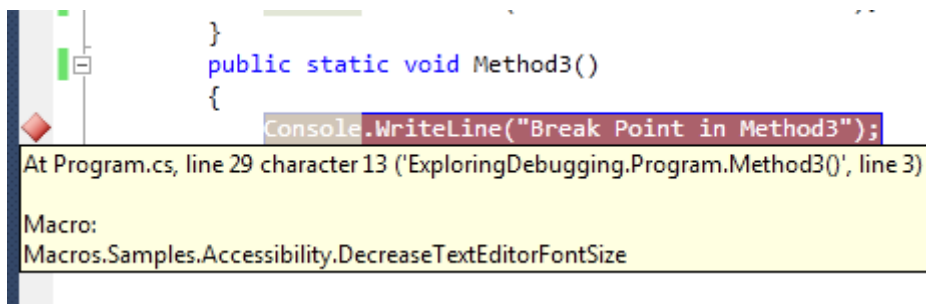 }
public static void Method3()
{
Console.WriteLine("Break Point in Method3");
At Program.cs, line 29 character 13 ('ExploringDebugging.Program.Method3()', line 3)
Macro:
Macros.Samples.Accessibility.DecreaseTextEditorFontSize